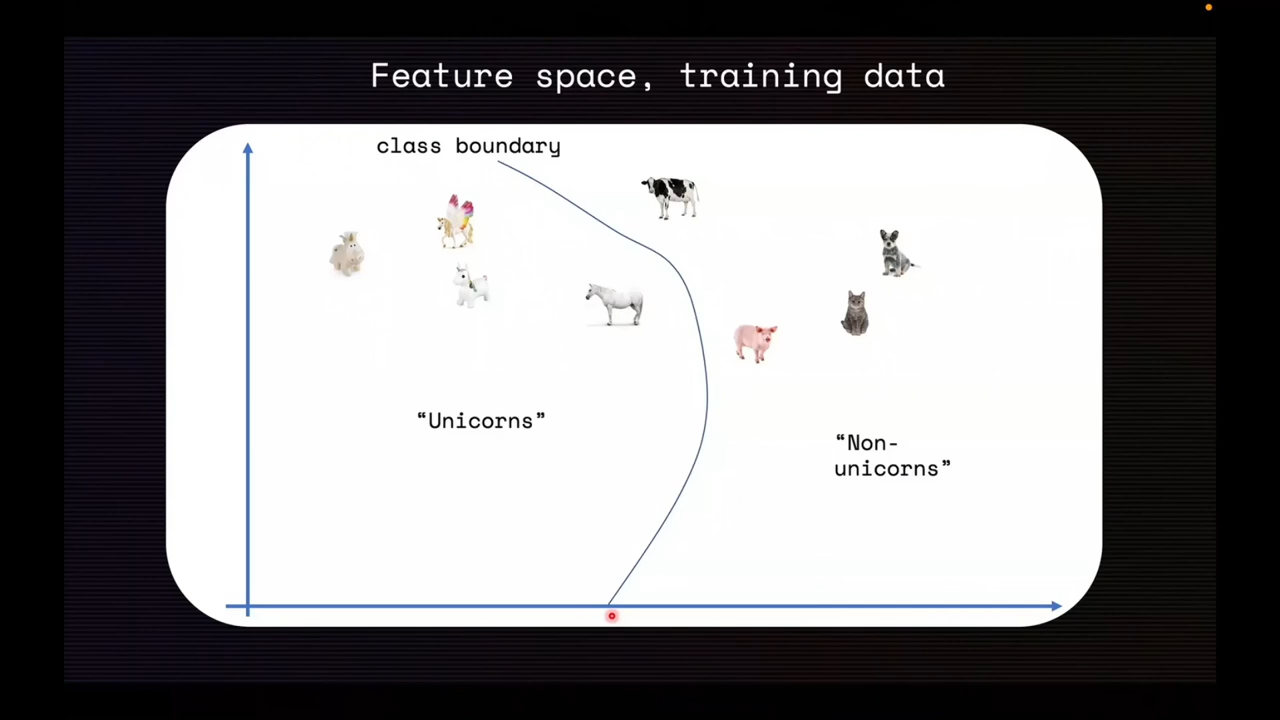 Feature space, training data
class boundary
“Unicorns”
“Non-
unicorns”